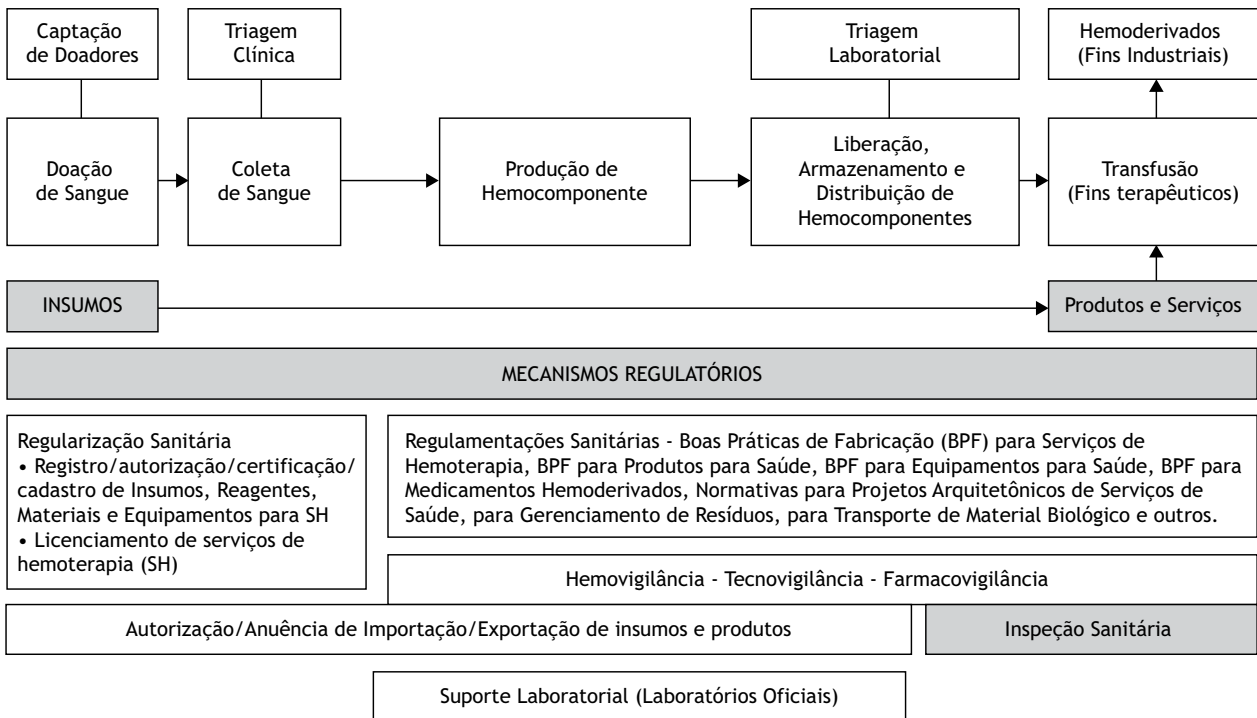 Captação
de Doadores
Triagem
Clínica
Triagem
Laboratorial
Hemoderivados
(Fins Industriais)
Doação
de Sangue
Coleta
de Sangue
Produção de
Hemocomponente
Liberação,
Armazenamento e
Distribuição de
Hemocomponentes
Transfusão
(Fins terapêuticos)
INSUMOS
Produtos e Serviços
MECANISMOS REGULATÓRIOS
Regularização Sanitária
• Registro/autorização/certificação/
cadastro de Insumos, Reagentes,
Materiais e Equipamentos para SH
• Licenciamento de serviços de
hemoterapia (SH)
Regulamentações Sanitárias - Boas Práticas de Fabricação (BPF) para Serviços de
Hemoterapia, BPF para Produtos para Saúde, BPF para Equipamentos para Saúde, BPF para
Medicamentos Hemoderivados, Normativas para Projetos Arquitetônicos de Serviços de
Saúde, para Gerenciamento de Resíduos, para Transporte de Material Biológico e outros.
Hemovigilância - Tecnovigilância - Farmacovigilância
Autorização/Anuência de Importação/Exportação de insumos e produtos
Inspeção Sanitária
Suporte Laboratorial (Laboratórios Oficiais)